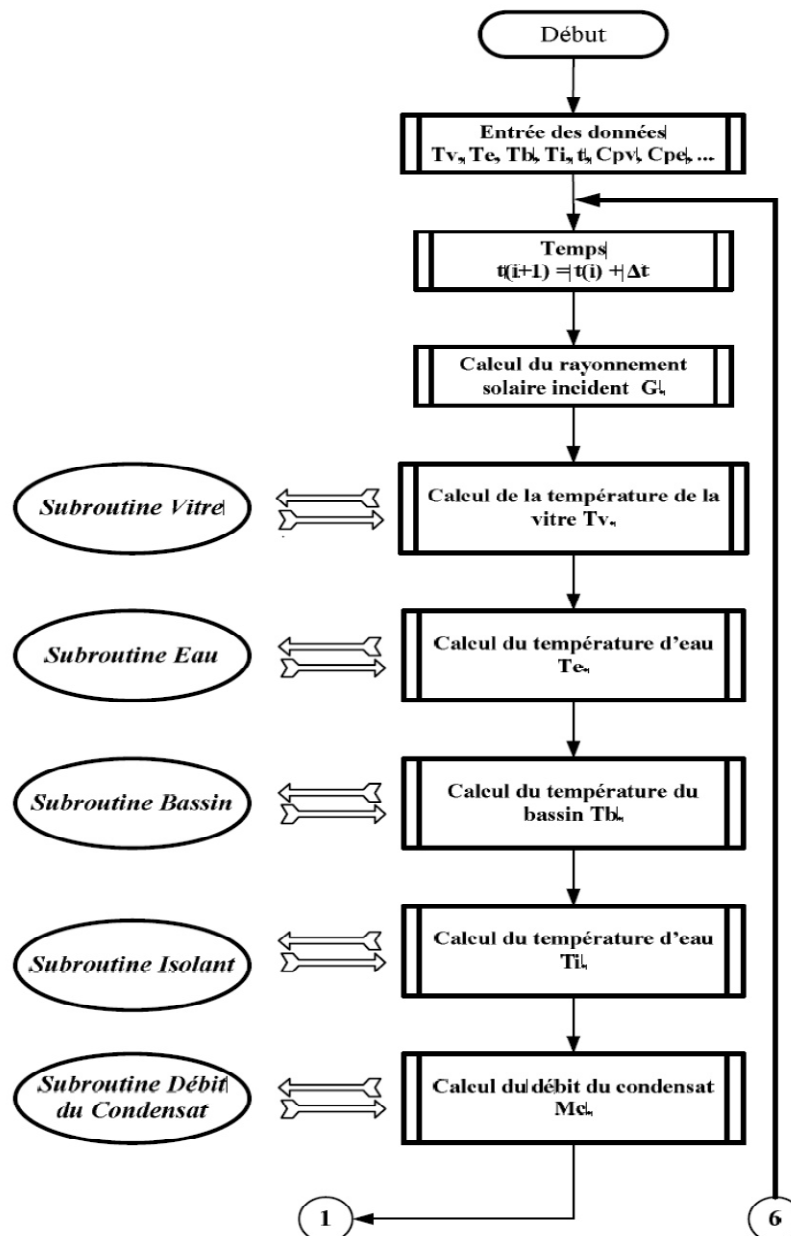 Début
Entrée des données
Tv, Te, Tb, Ti, t, Cpv, Cpe, ...
Temps
t(i+1) = t(i) + Δt
Calcul du rayonnement
solaire incident G.
Subroutine Vitre
Calcul de la température de la
vitre Tv.
Subroutine Eau
Calcul du température d'eau
Te.
Subroutine Bassin
Calcul du température du
bassin Tb.
Subroutine Isolant
Calcul du température d'eau
Ti.
Subroutine Débit
du Condensat
Calcul du débit du condensat
Mc.
1
6